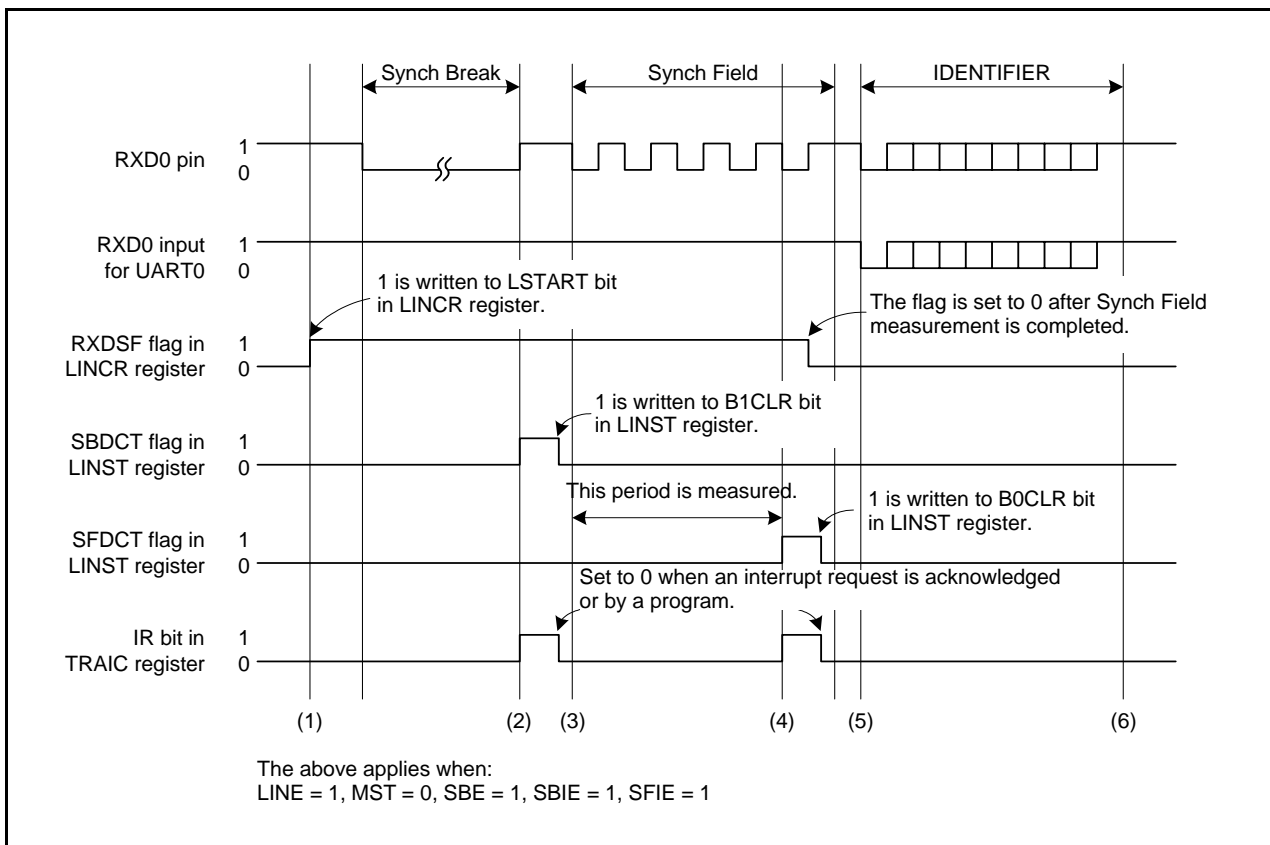 Synch Break
Synch Field
IDENTIFIER
RXD0 pin
1
0
RXD0 input
for UART0
1
0
1 is written to LSTART bit
in LINCR register.
The flag is set to 0 after Synch Field
measurement is completed.
RXDSF flag in
LINCR register
1
0
1 is written to B1CLR bit
in LINST register.
SBDCT flag in
LINST register
1
0
This period is measured.
1 is written to B0CLR bit
in LINST register.
SFDCT flag in
LINST register
1
0
Set to 0 when an interrupt request is acknowledged
or by a program.
IR bit in
TRAIC register
1
0
(1)
(2)
(3)
(4)
(5)
(6)
The above applies when:
LINE = 1, MST = 0, SBE = 1, SBIE = 1, SFIE = 1